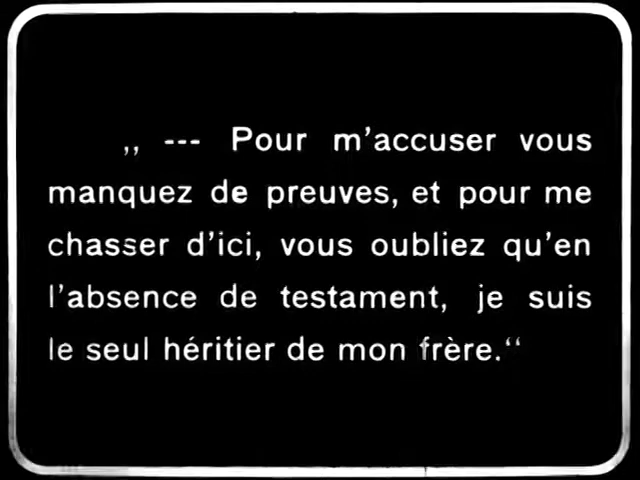 ,, --- Pour m'accuser vous
manquez de preuves, et pour me
chasser d'ici, vous oubliez qu'en
l'absence de testament, je suis
le seul héritier de mon frère.“